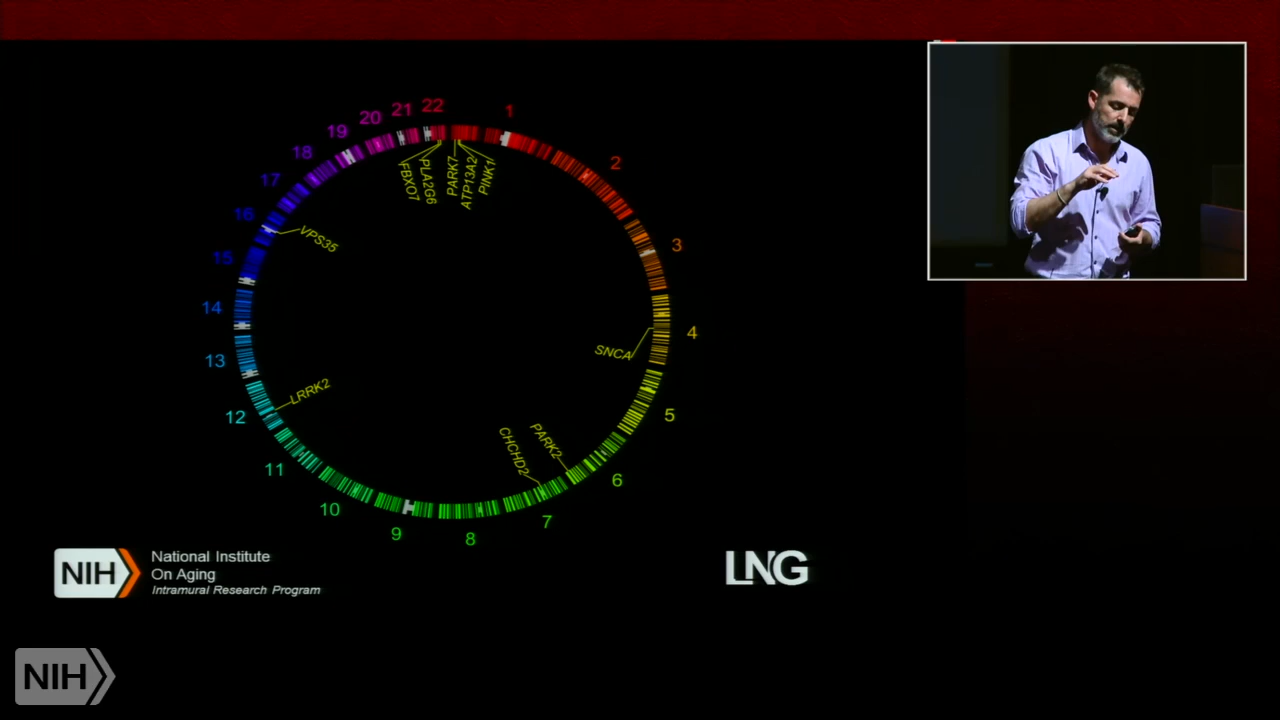 1
2
3
4
5
6
7
8
9
10
11
12
13
14
15
16
17
18
19
20
21
22
FBXO7
PLA2G6
PARK7
ATP13A2
PINK1
VPS35
SNCA
LRRK2
CHCHD2
PARK2
NIH
National Institute
On Aging
Intramural Research Program
LNG
NIH